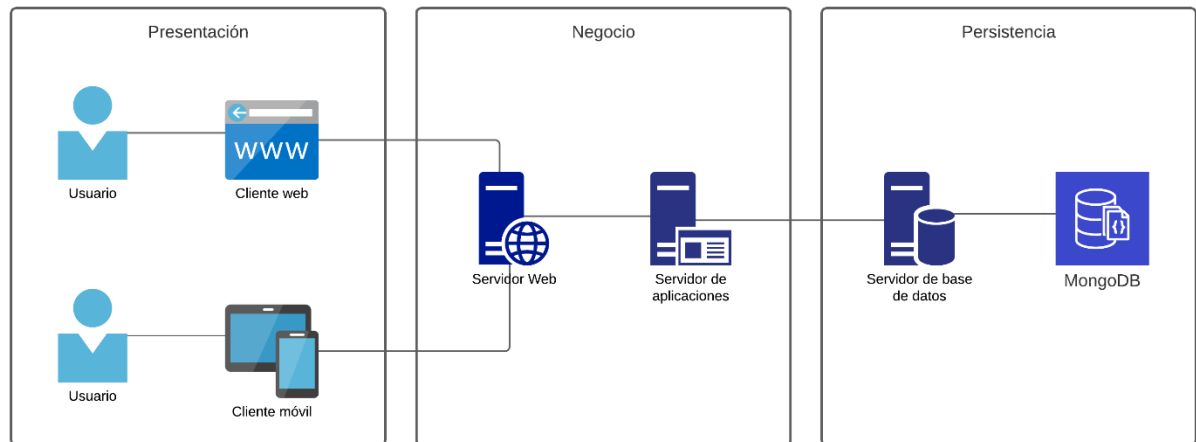 Presentación
Negocio
Persistencia
WWW
Usuario
Cliente web
Servidor Web
Servidor de
aplicaciones
Servidor de base
de datos
{}
MongoDB
Usuario
Cliente móvil